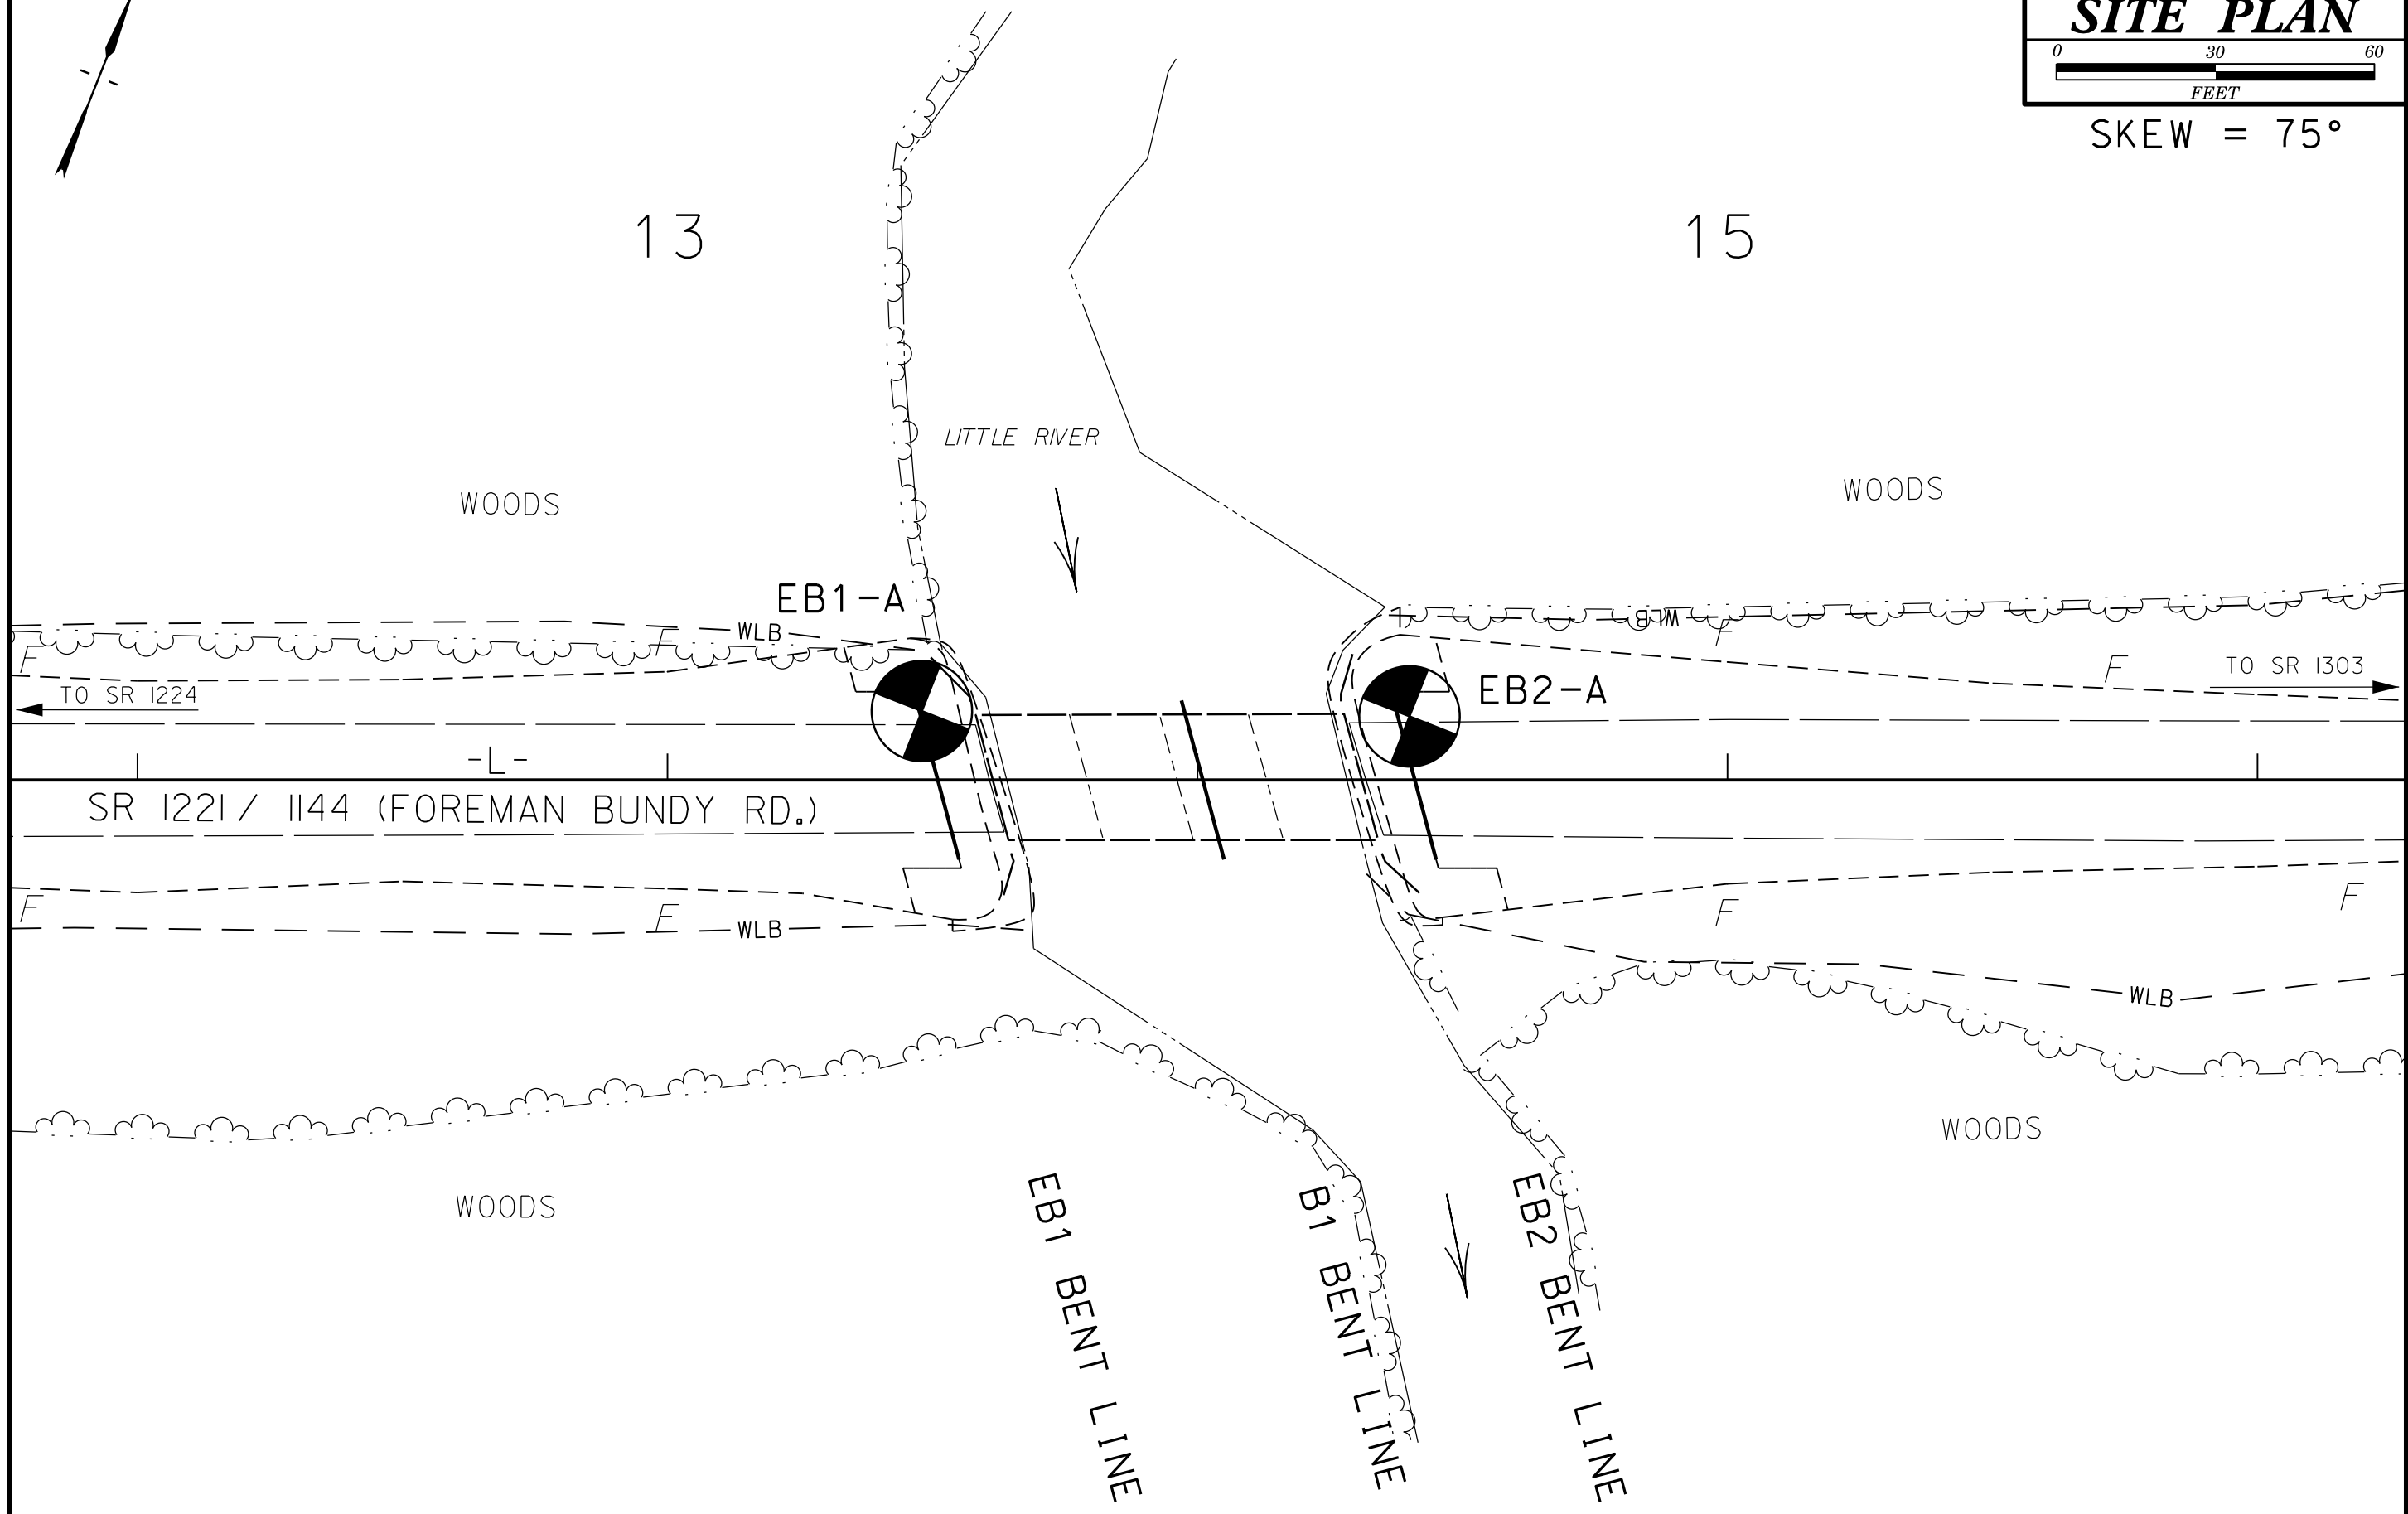 SITE PLAN
0 30 60
FEET
SKEW = 75°
13
15
LITTLE RIVER
WOODS
WOODS
EB1-A
WLB
WLB
F
F
F
F
TO SR 1224
TO SR 1303
EB2-A
-L-
SR 1221/ 1144 (FOREMAN BUNDY RD.)
F
F
F
F
WLB
WLB
WOODS
WOODS
EB1 BENT LINE
B1 BENT LINE
EB2 BENT LINE